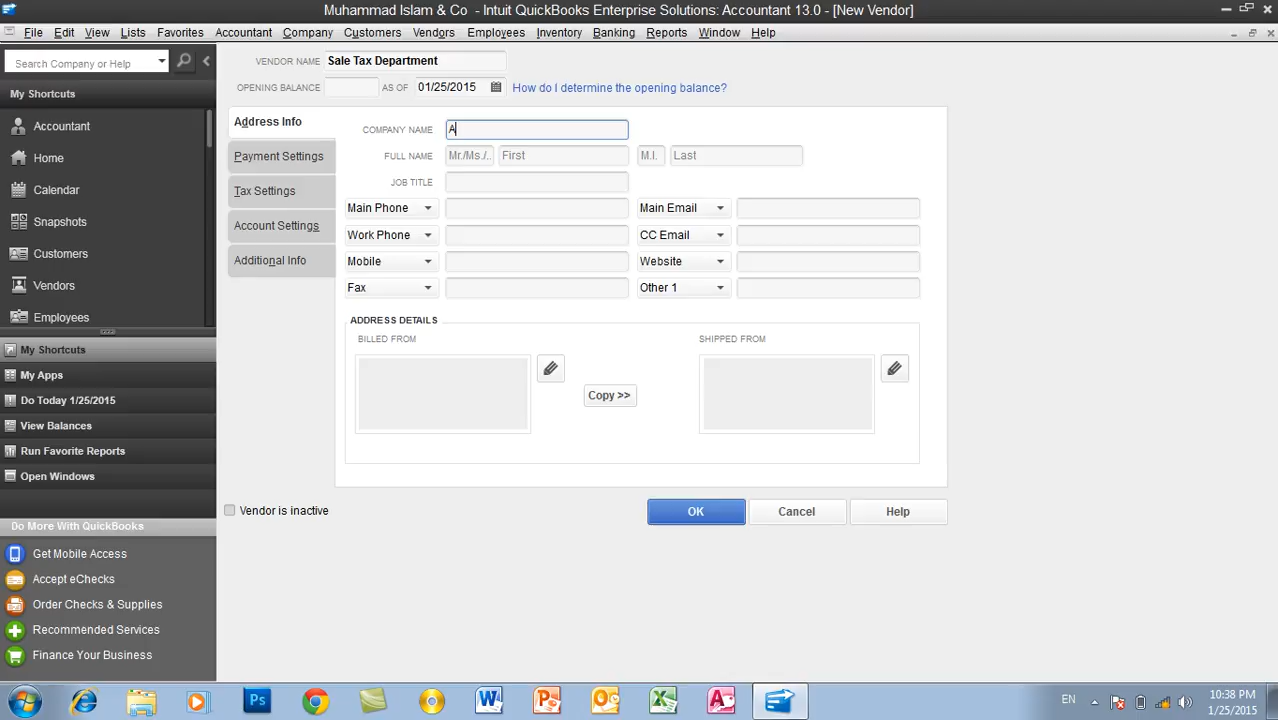 Muhammad Islam & Co - Intuit QuickBooks Enterprise Solutions: Accountant 13.0 - [New Vendor]
File Edit View Lists Favorites Accountant Company Customers Vendors Employees Inventory Banking Reports Window Help
Search Company or Help
My Shortcuts
Accountant
Home
Calendar
Snapshots
Customers
Vendors
Employees
My Shortcuts
My Apps
Do Today 1/25/2015
View Balances
Run Favorite Reports
Open Windows
Do More With QuickBooks
Get Mobile Access
Accept eChecks
Order Checks & Supplies
Recommended Services
Finance Your Business
VENDOR NAME Sale Tax Department
OPENING BALANCE AS OF 01/25/2015 How do I determine the opening balance?
Address Info
Payment Settings
Tax Settings
Account Settings
Additional Info
COMPANY NAME A
FULL NAME Mr./Ms./.. First M.I. Last
JOB TITLE
Main Phone Main Email
Work Phone CC Email
Mobile Website
Fax Other 1
ADDRESS DETAILS
BILLED FROM SHIPPED FROM
Copy >>
Vendor is inactive OK Cancel Help
Ps W P O X A EN 10:38 PM
1/25/2015